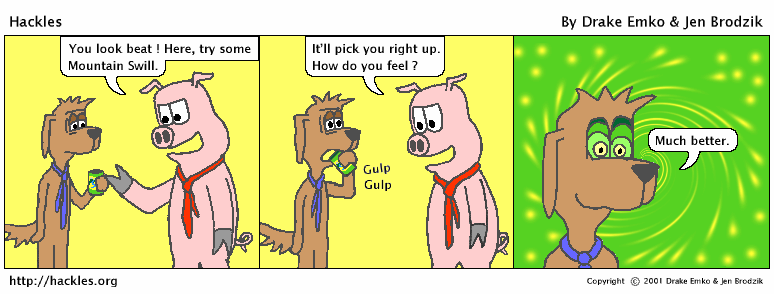 Hackles
By Drake Emko & Jen Brodzik
You look beat ! Here, try some
Mountain Swill.
It'll pick you right up.
How do you feel ?
Gulp
Gulp
Much better.
http://hackles.org
Copyright © 2001 Drake Emko & Jen Brodzik